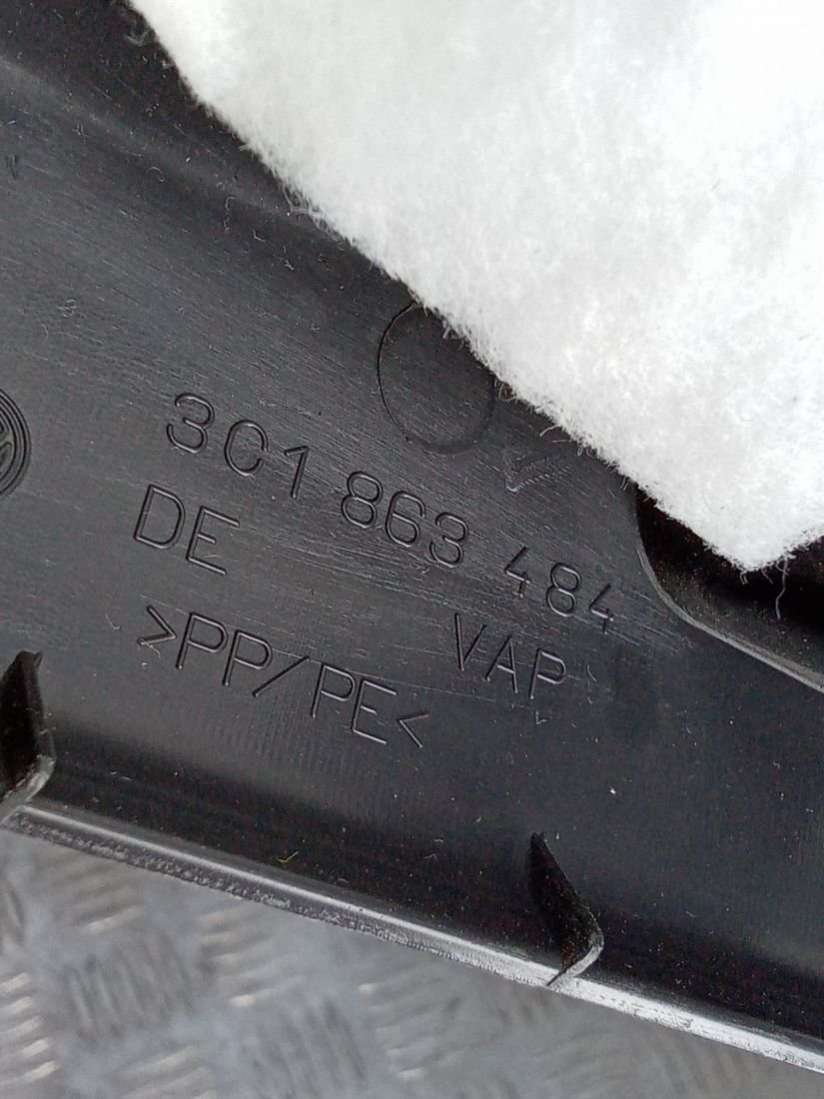 3C1 863 484
DE VAP
>PP/PE<